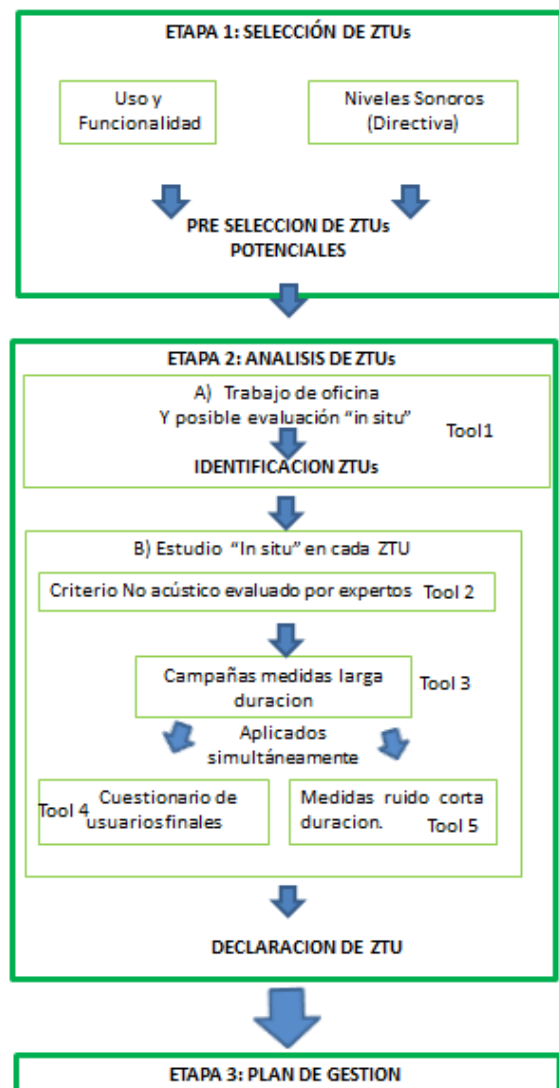 ETAPA 1: SELECCIÓN DE ZTUs
Uso y
Funcionalidad
Niveles Sonoros
(Directiva)
PRE SELECCION DE ZTUs
POTENCIALES
ETAPA 2: ANALISIS DE ZTUs
A) Trabajo de oficina
Y posible evaluación “in situ”
Tool1
IDENTIFICACION ZTUs
B) Estudio “In situ” en cada ZTU
Criterio No acústico evaluado por expertos Tool 2
Campañas medidas larga
duracion
Tool 3
Aplicados
simultáneamente
Tool 4
Cuestionario de
usuarios finales
Medidas ruido corta
duracion.
Tool 5
DECLARACION DE ZTU
ETAPA 3: PLAN DE GESTION